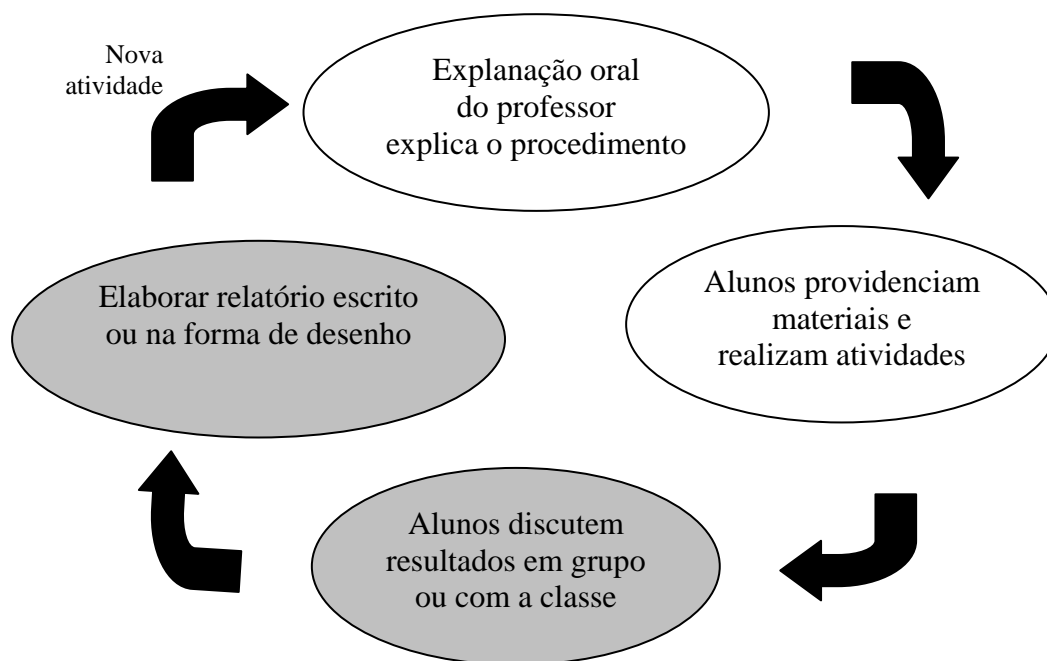 Nova
atividade
Explanação oral
do professor
explica o procedimento
Alunos providenciam
materiais e
realizam atividades
Alunos discutem
resultados em grupo
ou com a classe
Elaborar relatório escrito
ou na forma de desenho